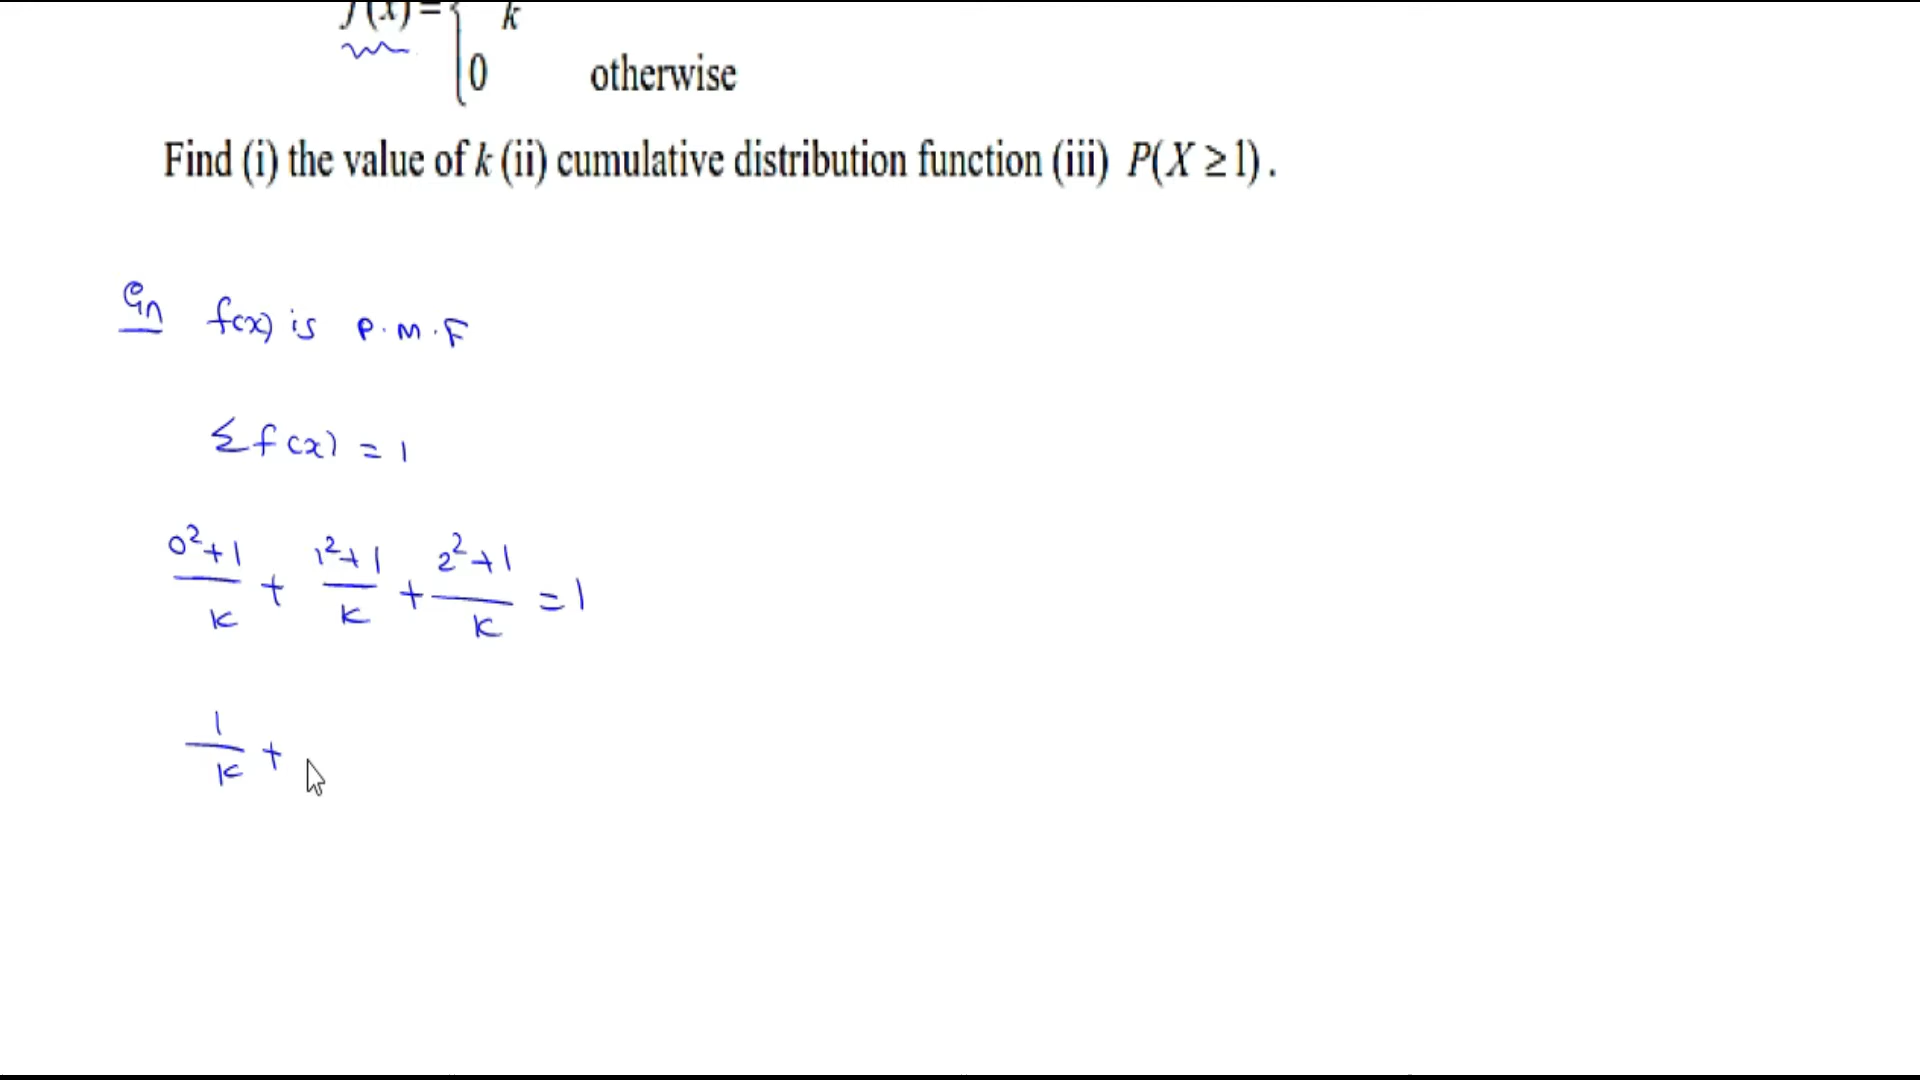 f(x) = { k
0 otherwise
Find (i) the value of k (ii) cumulative distribution function (iii) P(X ≥ 1).
Gn f(x) is P.M.F
Σf(x) = 1
0²+1/k + 1²+1/k + 2²+1/k = 1
1/k +